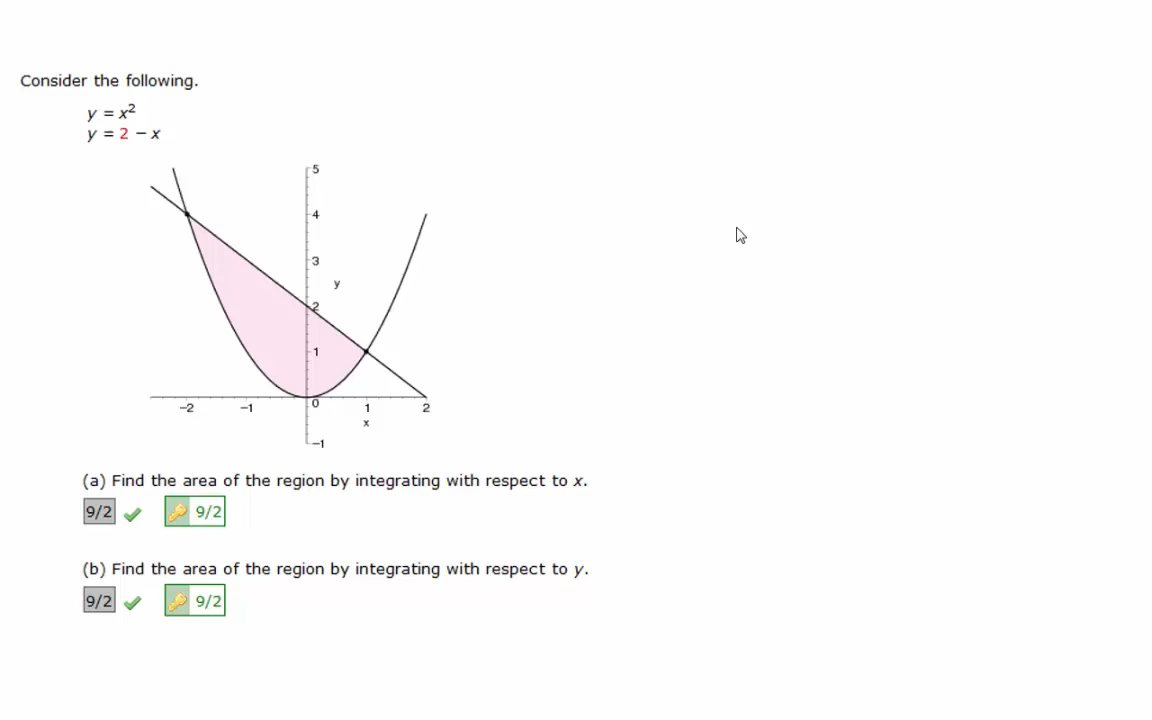 Consider the following.
y = x²
y = 2 − x
5
4
3
y
2
1
−2 −1 0 1 2
x
−1
(a) Find the area of the region by integrating with respect to x.
9/2 9/2
(b) Find the area of the region by integrating with respect to y.
9/2 9/2